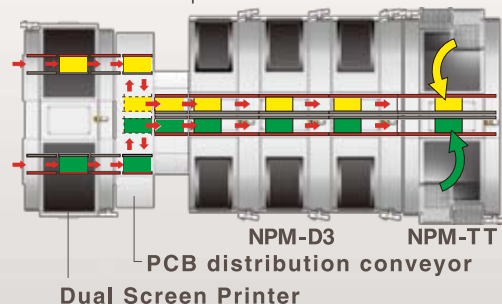 NPM-D3 NPM-TT
PCB distribution conveyor
Dual Screen Printer